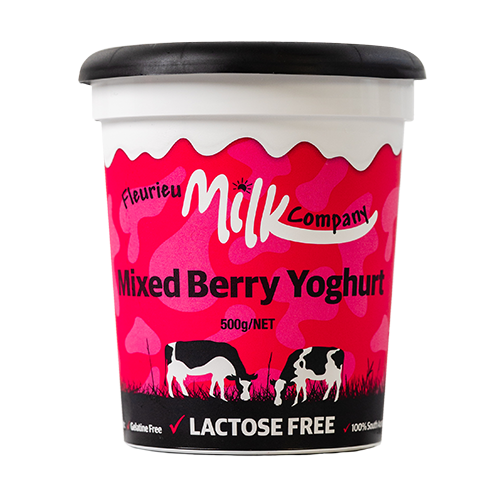 Fleurieu
Milk
Company
Mixed Berry Yoghurt
500g/NET
Gelatine Free ✓ LACTOSE FREE ✓ 100% South